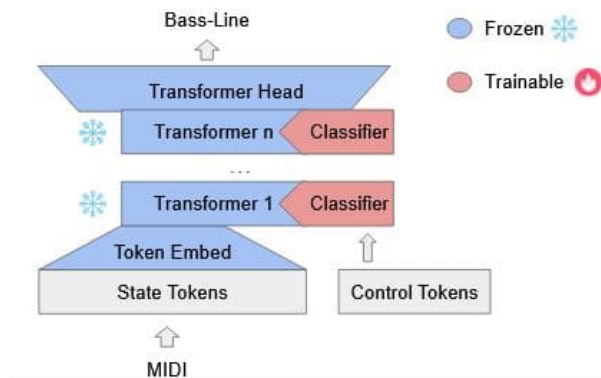 Bass-Line
Frozen
Trainable
Transformer Head
Transformer n
Classifier
...
Transformer 1
Classifier
Token Embed
State Tokens
Control Tokens
MIDI